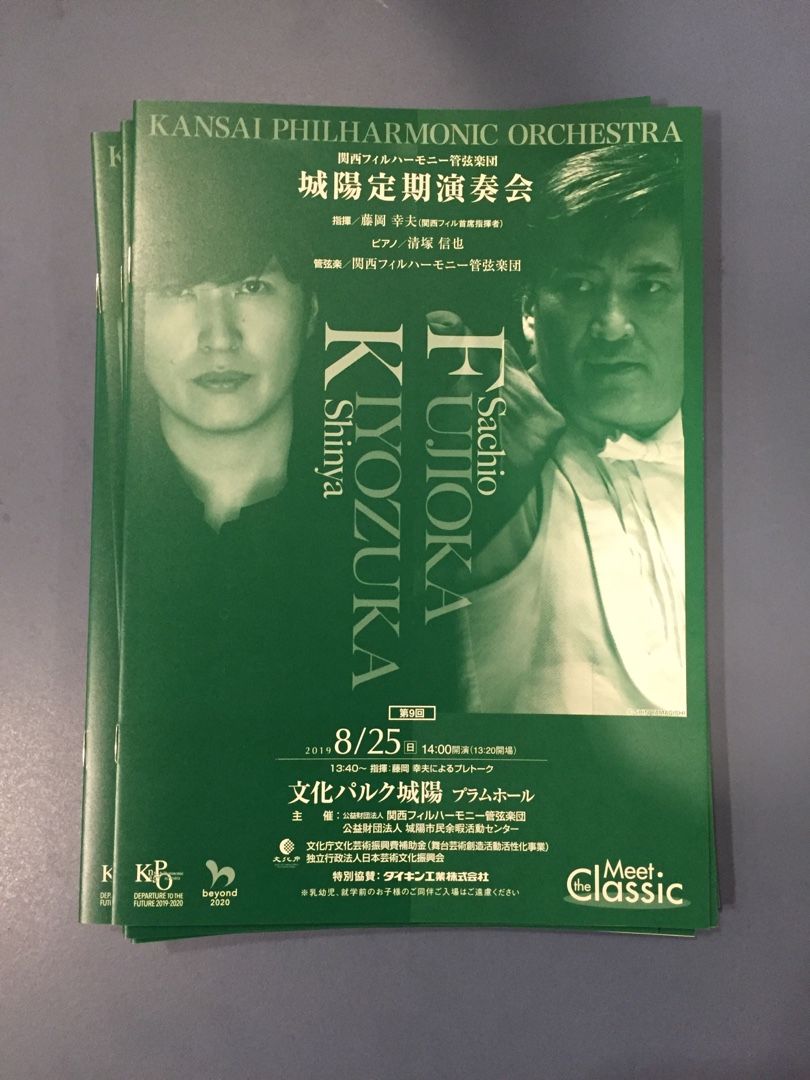 KANSAI PHILHARMONIC ORCHESTRA
関西フィルハーモニー管弦楽団
城陽定期演奏会
指揮／藤岡 幸夫(関西フィル首席指揮者)
ピアノ／清塚 信也
管弦楽／関西フィルハーモニー管弦楽団
Sachio
FUJIOKA
Shinya
KIYOZUKA
第9回
2019 8/25 日 14:00開演(13:20開場)
13:40〜 指揮：藤岡 幸夫によるプレトーク
文化パルク城陽 プラムホール
主 催：公益財団法人 関西フィルハーモニー管弦楽団
公益財団法人 城陽市民余暇活動センター
文化庁
文化庁文化芸術振興費補助金(舞台芸術創造活動活性化事業)
独立行政法人日本芸術文化振興会
特別協賛：ダイキン工業株式会社
※乳幼児、就学前のお子様のご同伴ご入場はご遠慮ください
DEPARTURE TO THE
FUTURE 2019-2020
beyond
2020
Meet
the Classic